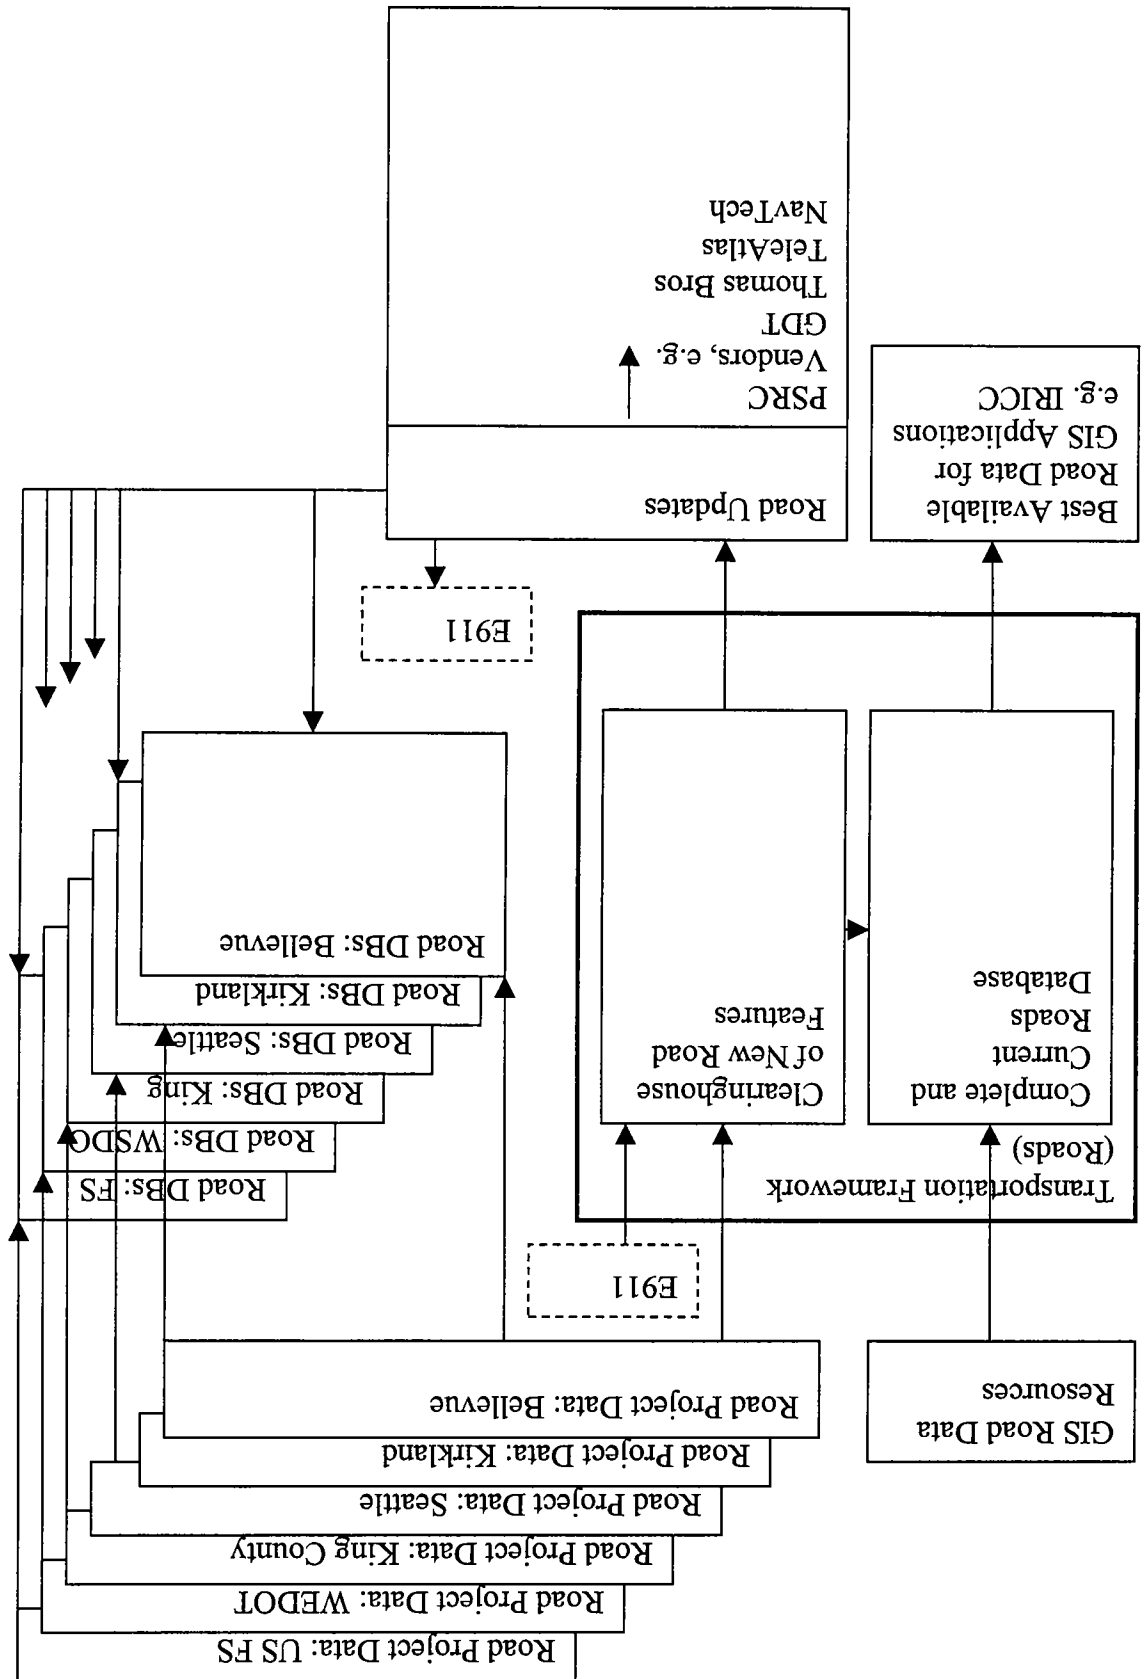 Road Project Data: US FS
Road Project Data: WEDOT
Road Project Data: King County
Road Project Data: Seattle
Road Project Data: Kirkland
Road Project Data: Bellevue
GIS Road Data
Resources
E911
Transportation Framework
(Roads)
Complete and
Current
Roads
Database
Clearinghouse
of New Road
Features
Road DBs: FS
Road DBs: WSDO
Road DBs: King
Road DBs: Seattle
Road DBs: Kirkland
Road DBs: Bellevue
E911
Best Available
Road Data for
GIS Applications
e.g. IRICC
Road Updates
PSRC
Vendors, e.g.
GDT
Thomas Bros
TeleAtlas
NavTech